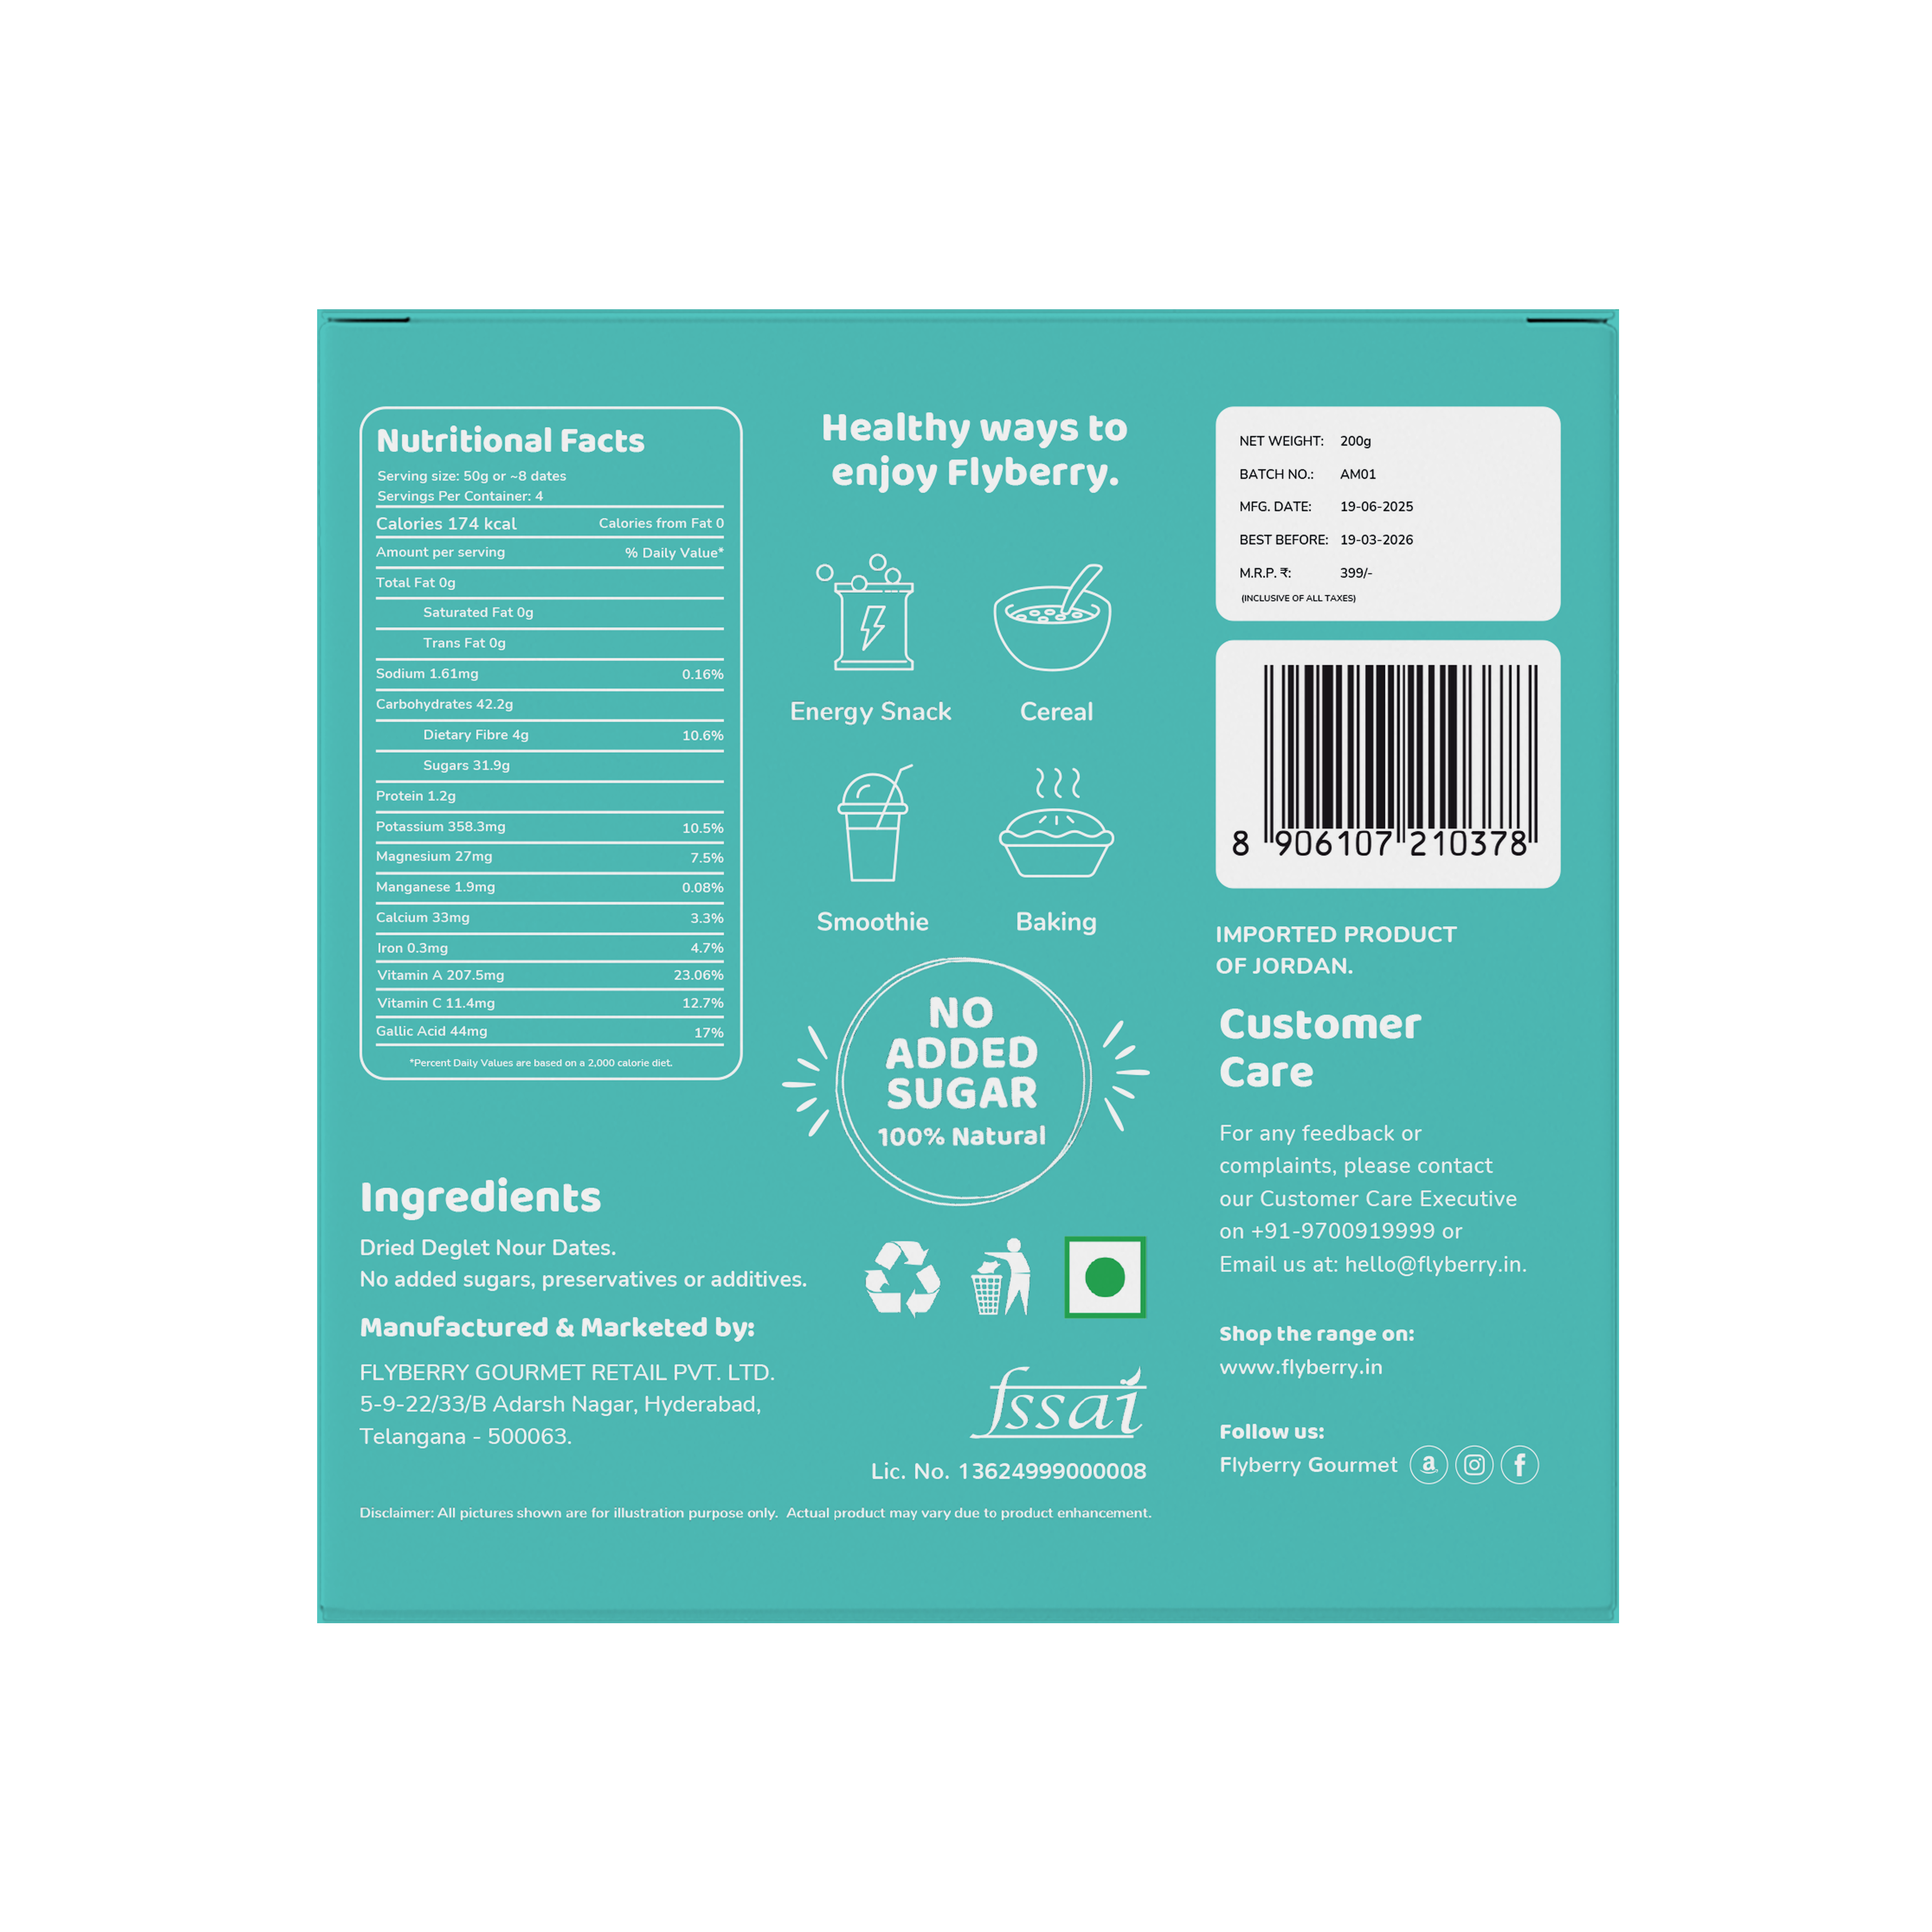 Nutritional Facts
Serving size: 50g or ~8 dates
Servings Per Container: 4
Calories 174 kcal Calories from Fat 0
Amount per serving % Daily Value*
Total Fat 0g
Saturated Fat 0g
Trans Fat 0g
Sodium 1.61mg 0.16%
Carbohydrates 42.2g
Dietary Fibre 4g 10.6%
Sugars 31.9g
Protein 1.2g
Potassium 358.3mg 10.5%
Magnesium 27mg 7.5%
Manganese 1.9mg 0.08%
Calcium 33mg 3.3%
Iron 0.3mg 4.7%
Vitamin A 207.5mg 23.06%
Vitamin C 11.4mg 12.7%
Gallic Acid 44mg 17%
*Percent Daily Values are based on a 2,000 calorie diet.
Ingredients
Dried Deglet Nour Dates.
No added sugars, preservatives or additives.
Manufactured & Marketed by:
FLYBERRY GOURMET RETAIL PVT. LTD.
5-9-22/33/B Adarsh Nagar, Hyderabad,
Telangana - 500063.
Disclaimer: All pictures shown are for illustration purpose only. Actual product may vary due to product enhancement.
Healthy ways to
enjoy Flyberry.
Energy Snack
Cereal
Smoothie
Baking
NO
ADDED
SUGAR
100% Natural
fssai
Lic. No. 13624999000008
NET WEIGHT: 200g
BATCH NO.: AM01
MFG. DATE: 19-06-2025
BEST BEFORE: 19-03-2026
M.R.P. ₹: 399/-
(INCLUSIVE OF ALL TAXES)
8 906107 210378
IMPORTED PRODUCT
OF JORDAN.
Customer
Care
For any feedback or
complaints, please contact
our Customer Care Executive
on +91-9700919999 or
Email us at: hello@flyberry.in.
Shop the range on:
www.flyberry.in
Follow us:
Flyberry Gourmet